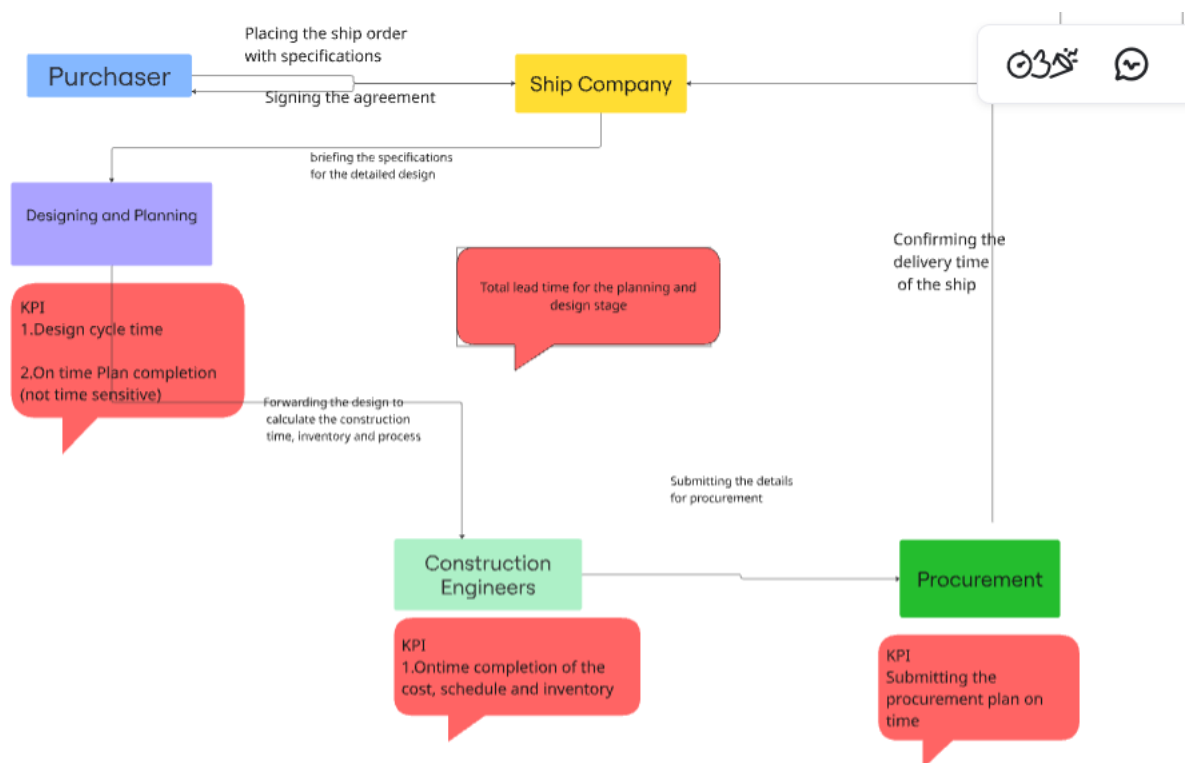 Placing the ship order
with specifications
Purchaser
Ship Company
Signing the agreement
briefing the specifications
for the detailed design
Designing and Planning
Confirming the
delivery time
of the ship
Total lead time for the planning and
design stage
KPI
1.Design cycle time
2.On time Plan completion
(not time sensitive)
Forwarding the design to
calculate the construction
time, inventory and process
Submitting the details
for procurement
Construction
Engineers
Procurement
KPI
1.Ontime completion of the
cost, schedule and inventory
KPI
Submitting the
procurement plan on
time